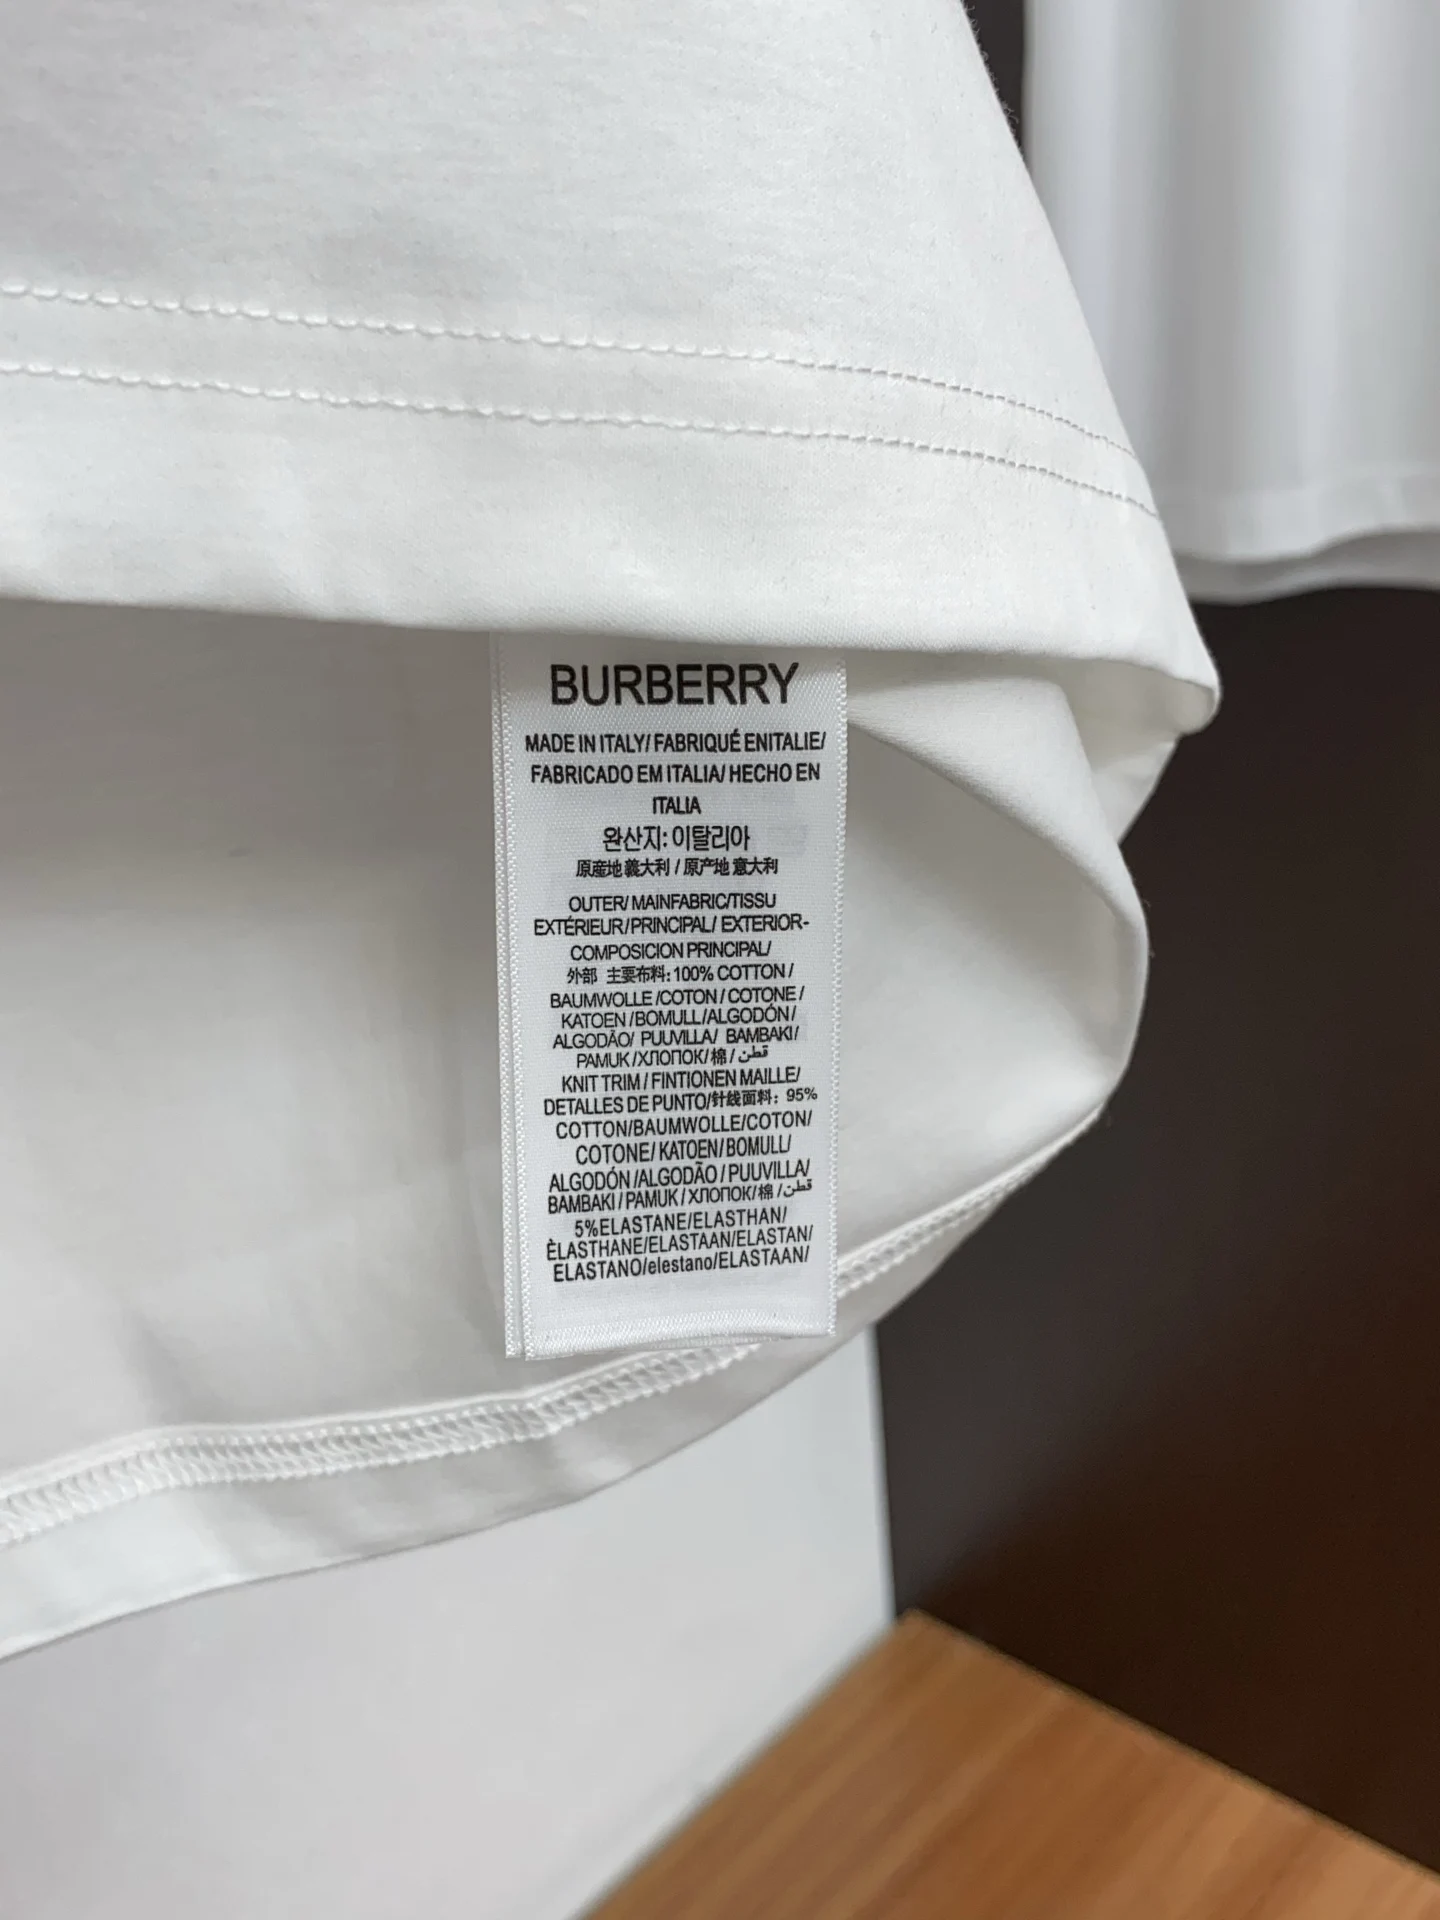 BURBERRY
MADE IN ITALY/ FABRIQUÉ ENITALIE/
FABRICADO EM ITALIA/ HECHO EN
ITALIA
완산지: 이탈리아
原産地 義大利 / 原产地 意大利
OUTER/ MAINFABRIC/TISSU
EXTÉRIEUR/PRINCIPAL/ EXTERIOR-
COMPOSICION PRINCIPAL/
外部 主要布料: 100% COTTON /
BAUMWOLLE /COTON / COTONE /
KATOEN /BOMULL/ALGODÓN /
ALGODÃO/ PUUVILLA/ BAMBAKI/
PAMUK /ХЛОПОК/ 棉 / قطن
KNIT TRIM / FINTIONEN MAILLE/
DETALLES DE PUNTO/针线面料: 95%
COTTON/BAUMWOLLE/COTON/
COTONE/ KATOEN/ BOMULL/
ALGODÓN /ALGODÃO / PUUVILLA/
BAMBAKI / PAMUK / ХЛОПОК/ 棉 / قطن
5%ELASTANE/ELASTHAN/
ÈLASTHANE/ELASTAAN/ELASTAN/
ELASTANO/elestano/ELASTAAN/